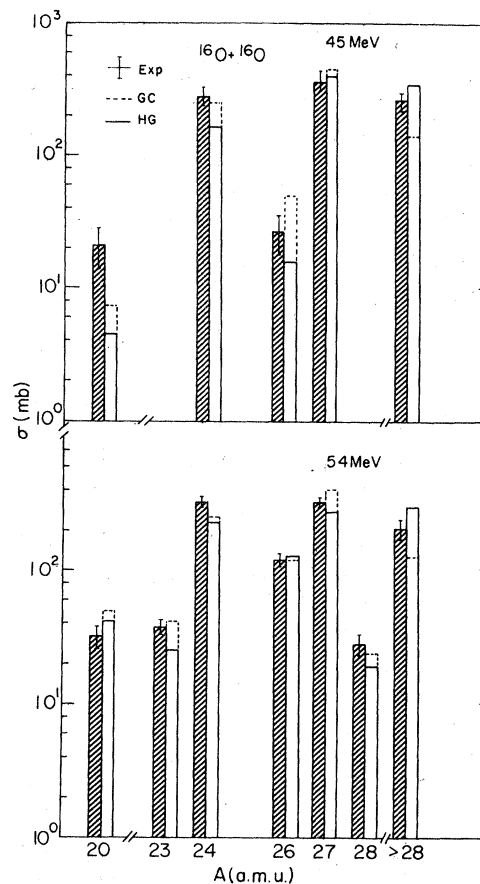 10³
¹⁶O + ¹⁶O 45 MeV
Exp
GC
HG
10²
10¹
10⁰
σ (mb)
54 MeV
10²
10¹
10⁰
20 23 24 26 27 28 >28
A (a.m.u.)